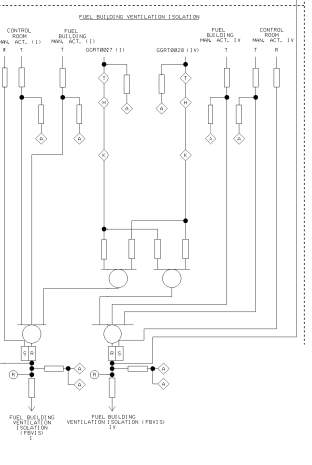 FUEL BUILDING VENTILATION ISOLATION
CONTROL
ROOM
MAN. ACT. (I)
R T
FUEL
BUILDING
MAN. ACT. (I)
T
GGRT0027 (I)
GGRT0028 (IV)
FUEL
BUILDING
MAN. ACT. IV
T
CONTROL
ROOM
MAN. ACT. IV
T R
T
T
A
A
H
H
A
A
A
A
K
K
S R
R S
A
A
R
R
A
A
FUEL BUILDING
VENTILATION
ISOLATION
(FBVIS)
I
FUEL BUILDING
VENTILATION ISOLATION (FBVIS)
IV